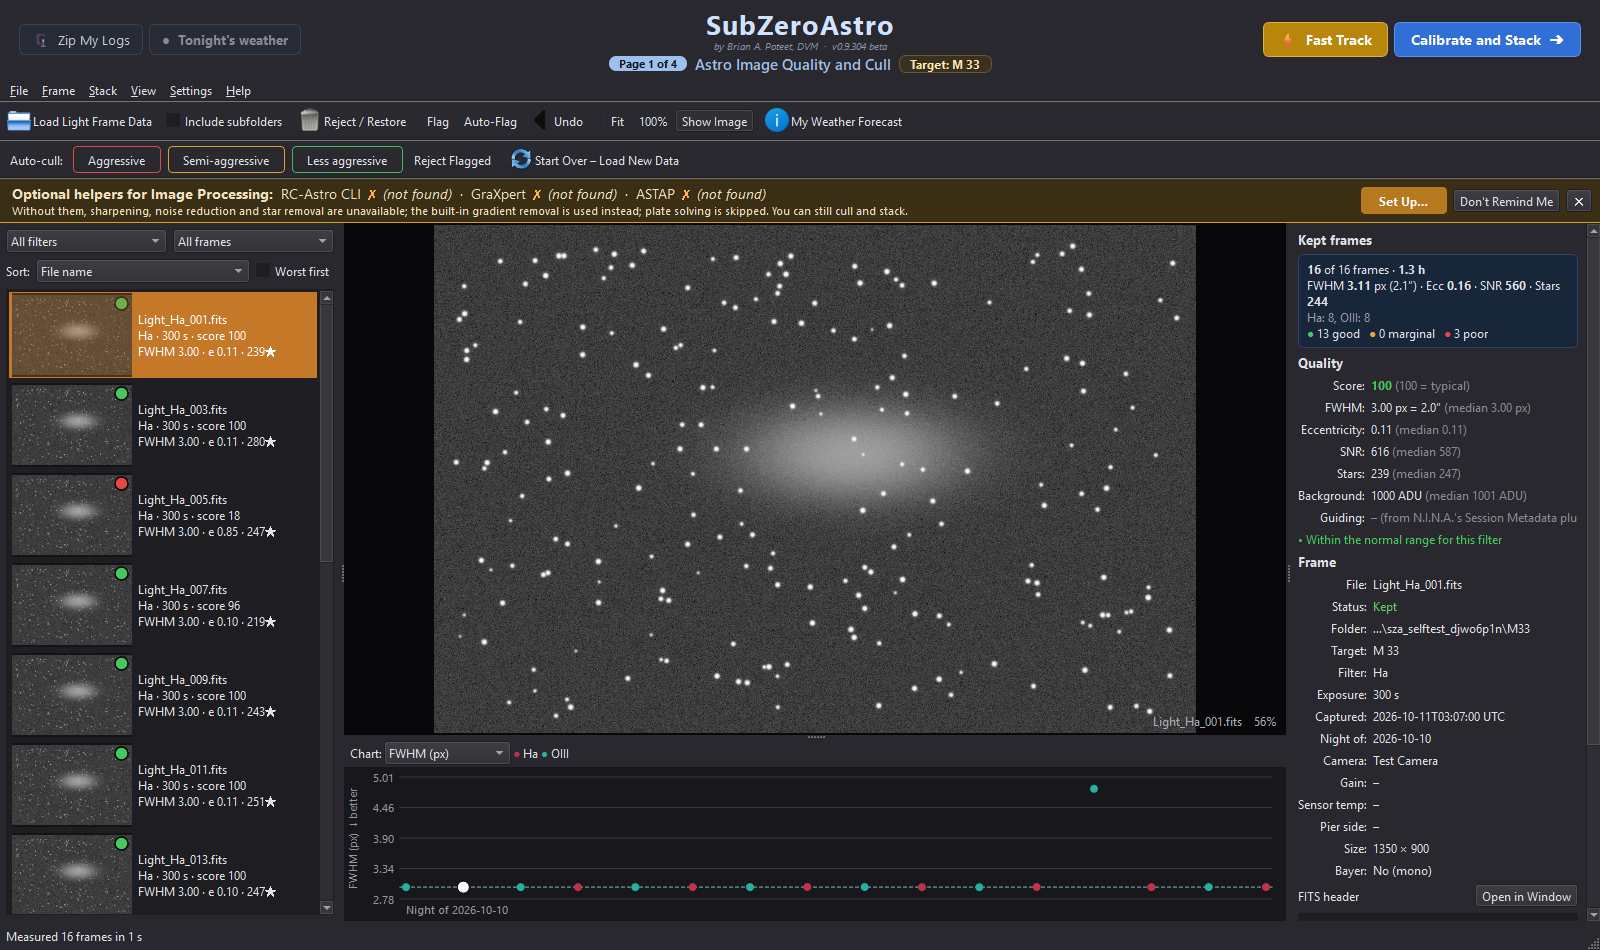 Zip My Logs
● Tonight's weather
SubZeroAstro
by Brian A. Pateet, DVM · v0.9.304 beta
Page 1 of 4
Astro Image Quality and Cull
Target: M 33
Fast Track
Calibrate and Stack →
File Frame Stack View Settings Help
Load Light Frame Data
Include subfolders
Reject / Restore
Flag
Auto-Flag
Undo
Fit
100%
Show Image
My Weather Forecast
Auto-cull:
Aggressive
Semi-aggressive
Less aggressive
Reject Flagged
Start Over – Load New Data
Optional helpers for Image Processing: RC-Astro CLI ✗ (not found) · GraXpert ✗ (not found) · ASTAP ✗ (not found)
Without them, sharpening, noise reduction and star removal are unavailable; the built-in gradient removal is used instead; plate solving is skipped. You can still cull and stack.
Set Up...
Don't Remind Me
✕
All filters
All frames
Sort:
File name
Worst first
Light_Ha_001.fits
Ha · 300 s · score 100
FWHM 3.00 · e 0.11 · 239★
Light_Ha_003.fits
Ha · 300 s · score 100
FWHM 3.00 · e 0.11 · 280★
Light_Ha_005.fits
Ha · 300 s · score 18
FWHM 3.00 · e 0.85 · 247★
Light_Ha_007.fits
Ha · 300 s · score 96
FWHM 3.00 · e 0.10 · 219★
Light_Ha_009.fits
Ha · 300 s · score 100
FWHM 3.00 · e 0.11 · 243★
Light_Ha_011.fits
Ha · 300 s · score 100
FWHM 3.00 · e 0.11 · 251★
Light_Ha_013.fits
Ha · 300 s · score 100
FWHM 3.00 · e 0.10 · 247★
Light_Ha_001.fits 56%
Chart:
FWHM (px)
● Ha ● OIII
FWHM (px) ↓ better
5.01
4.46
3.90
3.34
2.78
Night of 2026-10-10
Kept frames
16 of 16 frames · 1.3 h
FWHM 3.11 px (2.1") · Ecc 0.16 · SNR 560 · Stars
244
Ha: 8, OIII: 8
● 13 good ● 0 marginal ● 3 poor
Quality
Score: 100 (100 = typical)
FWHM: 3.00 px = 2.0" (median 3.00 px)
Eccentricity: 0.11 (median 0.11)
SNR: 616 (median 587)
Stars: 239 (median 247)
Background: 1000 ADU (median 1001 ADU)
Guiding: – (from N.I.N.A.'s Session Metadata plu
• Within the normal range for this filter
Frame
File: Light_Ha_001.fits
Status: Kept
Folder: ...\sza_selftest_djwo6p1n\M33
Target: M 33
Filter: Ha
Exposure: 300 s
Captured: 2026-10-11T03:07:00 UTC
Night of: 2026-10-10
Camera: Test Camera
Gain: –
Sensor temp: –
Pier side: –
Size: 1350 × 900
Bayer: No (mono)
FITS header
Open in Window
Measured 16 frames in 1 s